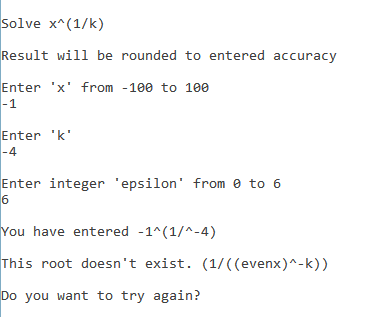 Solve x^(1/k)
Result will be rounded to entered accuracy
Enter 'x' from -100 to 100
-1
Enter 'k'
-4
Enter integer 'epsilon' from 0 to 6
6
You have entered -1^(1/^-4)
This root doesn't exist. (1/((evenx)^-k))
Do you want to try again?